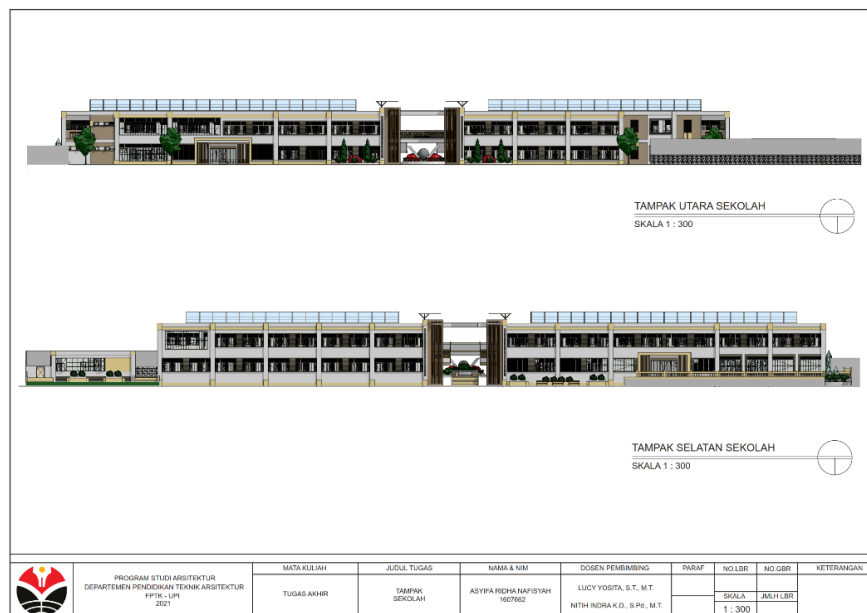 TAMPAK UTARA SEKOLAH
SKALA 1 : 300
TAMPAK SELATAN SEKOLAH
SKALA 1 : 300
PROGRAM STUDI ARSITEKTUR
DEPARTEMEN PENDIDIKAN TEKNIK ARSITEKTUR
FPTK - UPI
2021
MATA KULIAH
TUGAS AKHIR
JUDUL TUGAS
TAMPAK
SEKOLAH
NAMA & NIM
ASYIFA RIDHA NAFISYAH
1607662
DOSEN PEMBIMBING
LUCY YOSITA, S.T., M.T.
NITIH INDRA K.D., S.Pd., M.T.
PARAF
NO.LBR
NO.GBR
SKALA
JMLH LBR
1 : 300
KETERANGAN